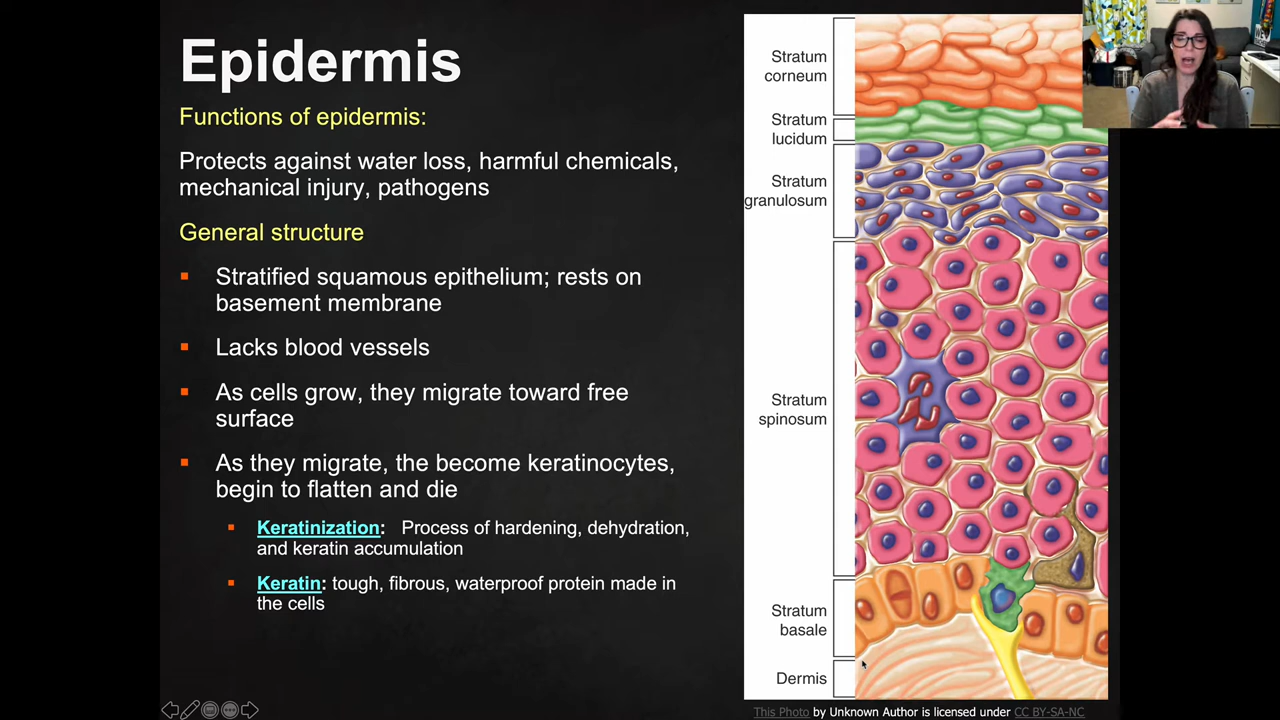 Epidermis
Functions of epidermis:
Protects against water loss, harmful chemicals,
mechanical injury, pathogens
General structure
Stratified squamous epithelium; rests on
basement membrane
Lacks blood vessels
As cells grow, they migrate toward free
surface
As they migrate, the become keratinocytes,
begin to flatten and die
Keratinization: Process of hardening, dehydration,
and keratin accumulation
Keratin: tough, fibrous, waterproof protein made in
the cells
Stratum
corneum
Stratum
lucidum
Stratum
granulosum
Stratum
spinosum
Stratum
basale
Dermis
This Photo by Unknown Author is licensed under CC BY-SA-NC